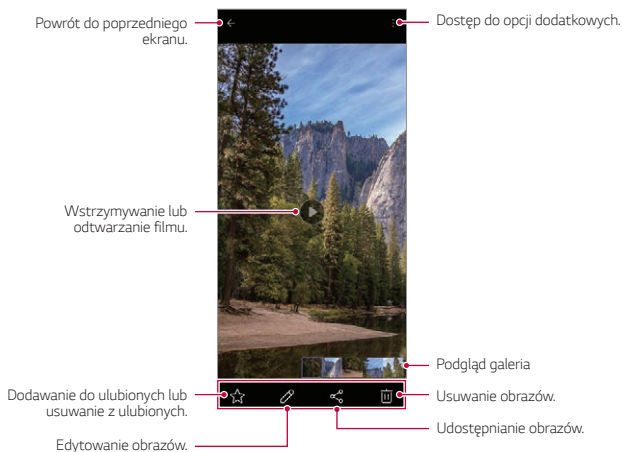 Powrót do poprzedniego
ekranu.
Dostęp do opcji dodatkowych.
Wstrzymywanie lub
odtwarzanie filmu.
Podgląd galeria
Dodawanie do ulubionych lub
usuwanie z ulubionych.
Usuwanie obrazów.
Udostępnianie obrazów.
Edytowanie obrazów.